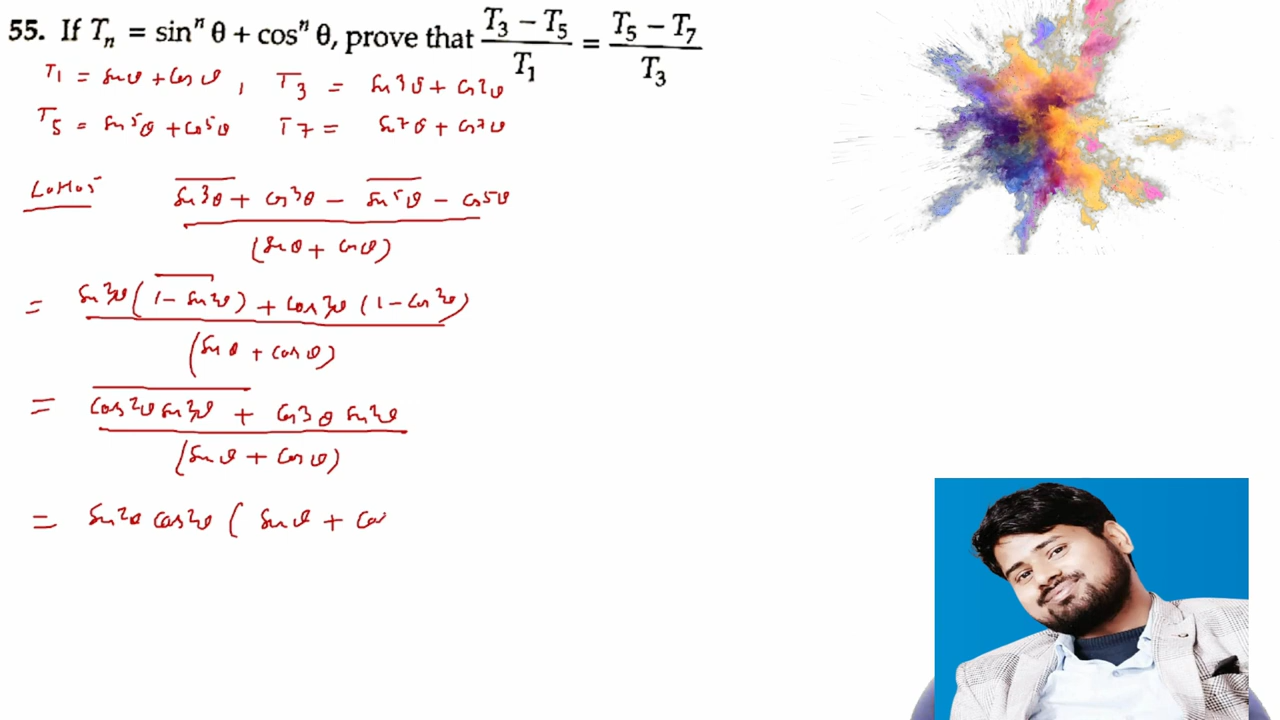 55. If Tₙ = sinⁿ θ + cosⁿ θ, prove that (T₃ − T₅)/T₁ = (T₅ − T₇)/T₃
T₁ = sinθ + cosθ, T₃ = sin³θ + cos³θ
T₅ = sin⁵θ + cos⁵θ T₇ = sin⁷θ + cos⁷θ
L.H.S
(sin³θ + cos³θ − sin⁵θ − cos⁵θ)/(sinθ + cosθ)
= (sin³θ (1 − sin²θ) + cos³θ (1 − cos²θ))/(sinθ + cosθ)
= (cos²θ sin³θ + cos³θ sin²θ)/(sinθ + cosθ)
= sin²θ cos²θ ( sinθ + cos